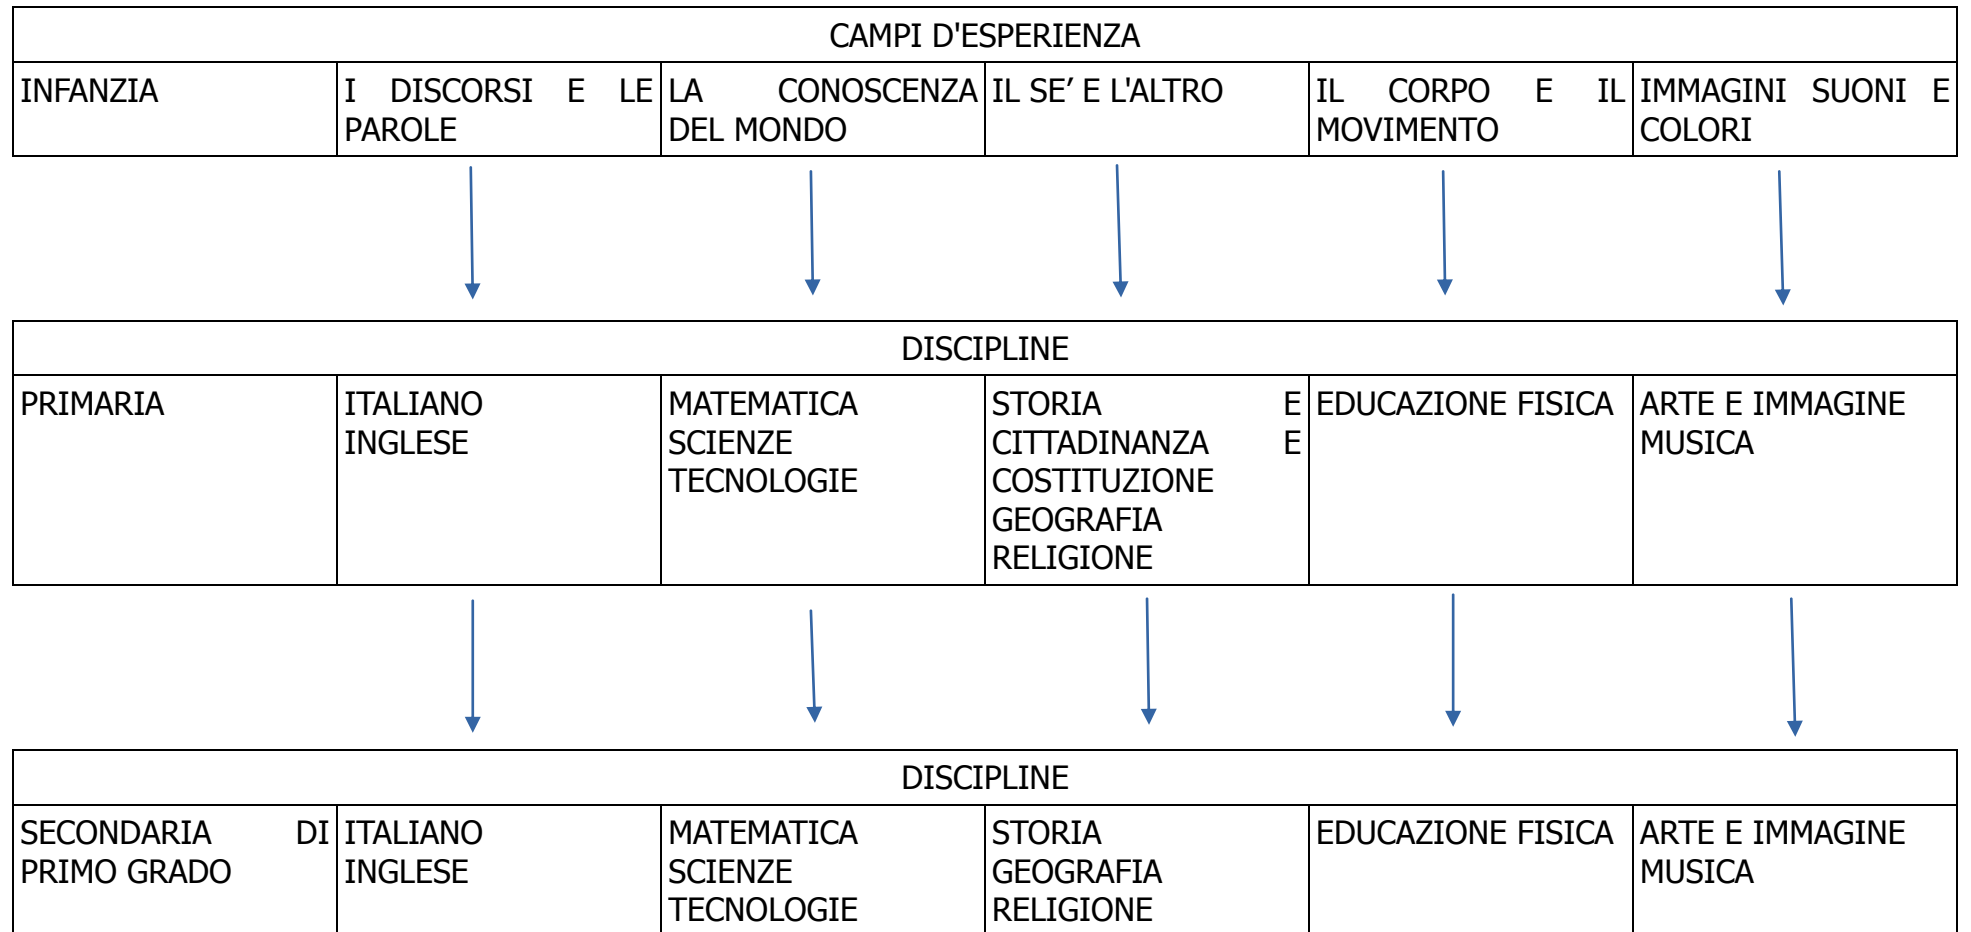 CAMPI D'ESPERIENZA
INFANZIA
I DISCORSI E LE
PAROLE
LA CONOSCENZA
DEL MONDO
IL SE’ E L'ALTRO
IL CORPO E IL
MOVIMENTO
IMMAGINI SUONI E
COLORI
DISCIPLINE
PRIMARIA
ITALIANO
INGLESE
MATEMATICA
SCIENZE
TECNOLOGIE
STORIA E
CITTADINANZA E
COSTITUZIONE
GEOGRAFIA
RELIGIONE
EDUCAZIONE FISICA
ARTE E IMMAGINE
MUSICA
DISCIPLINE
SECONDARIA DI
PRIMO GRADO
ITALIANO
INGLESE
MATEMATICA
SCIENZE
TECNOLOGIE
STORIA
GEOGRAFIA
RELIGIONE
EDUCAZIONE FISICA
ARTE E IMMAGINE
MUSICA